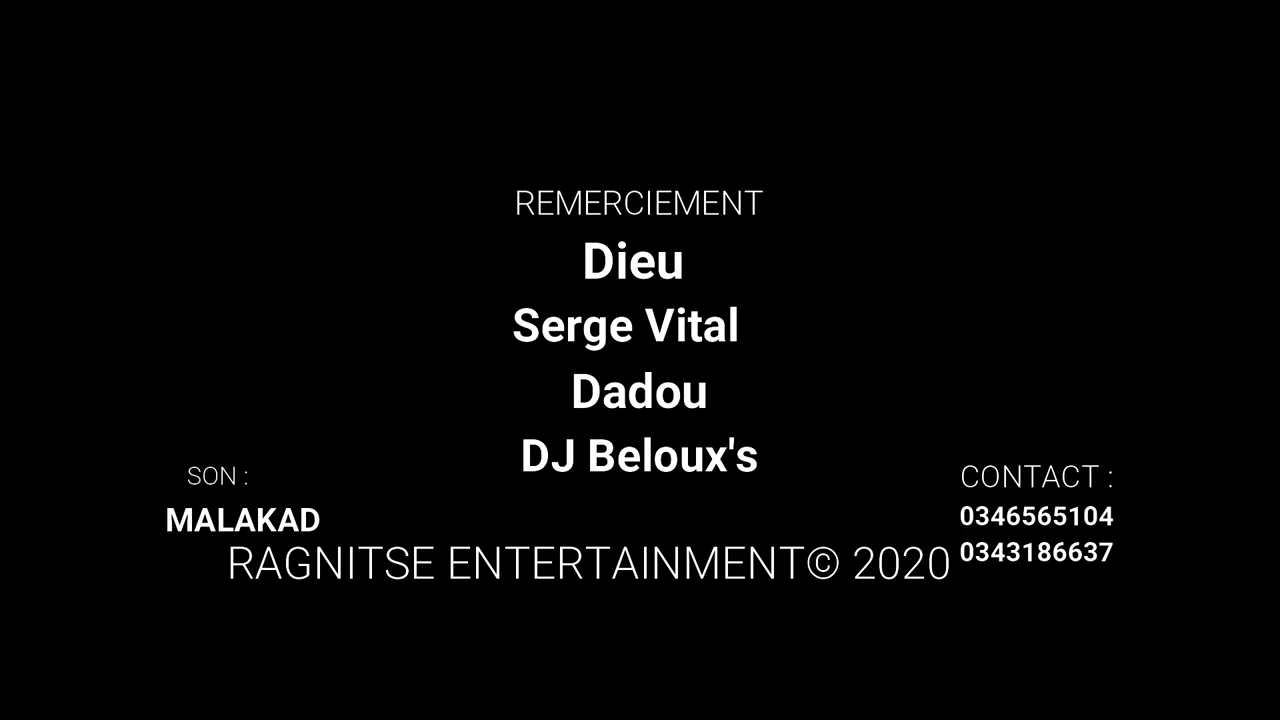 REMERCIEMENT
Dieu
Serge Vital
Dadou
DJ Beloux's
SON :
MALAKAD
CONTACT :
0346565104
0343186637
RAGNITSE ENTERTAINMENT© 2020